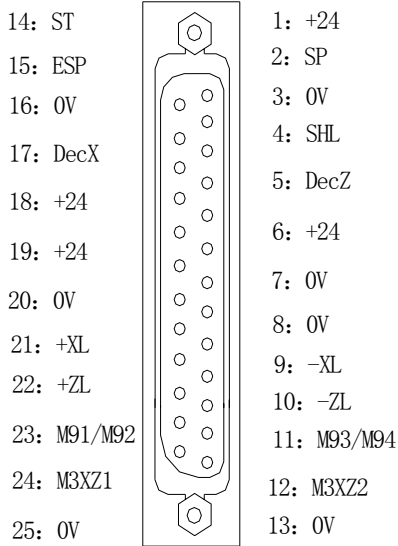 14: ST
15: ESP
16: 0V
17: DecX
18: +24
19: +24
20: 0V
21: +XL
22: +ZL
23: M91/M92
24: M3XZ1
25: 0V
1: +24
2: SP
3: 0V
4: SHL
5: DecZ
6: +24
7: 0V
8: 0V
9: -XL
10: -ZL
11: M93/M94
12: M3XZ2
13: 0V